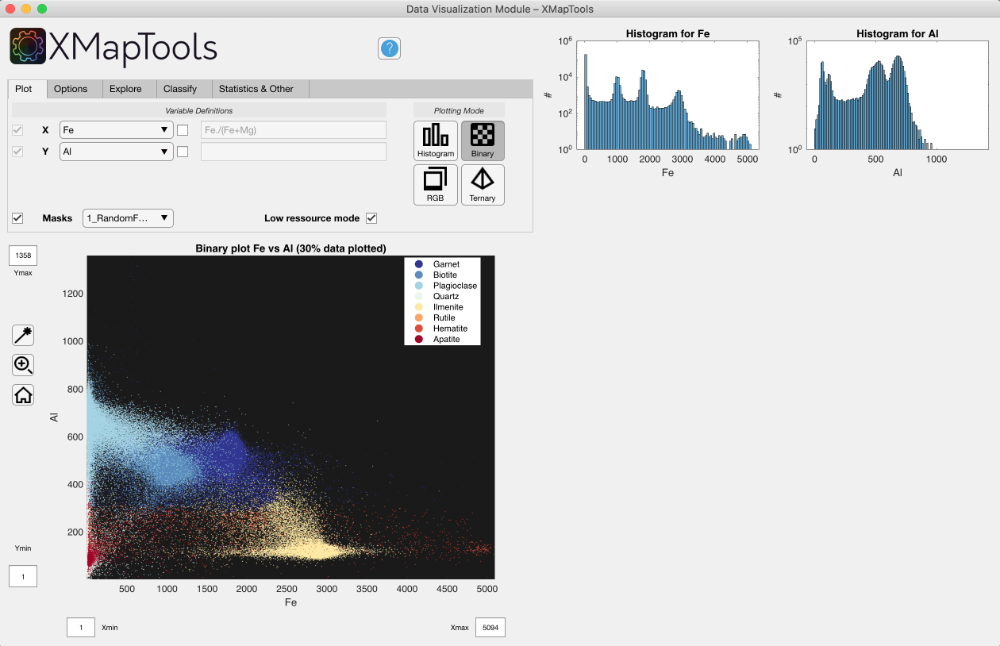 Data Visualization Module – XMapTools
XMapTools
?
Plot Options Explore Classify Statistics & Other
Variable Definitions
Plotting Mode
X Fe Fe./(Fe+Mg)
Y Al
Histogram Binary
RGB Ternary
Masks 1_RandomF... Low ressource mode
Histogram for Fe
10^6
10^4
10^2
10^0
#
0 1000 2000 3000 4000 5000
Fe
Histogram for Al
10^5
10^0
#
0 500 1000
Al
Binary plot Fe vs Al (30% data plotted)
1358
Ymax
Ymin
1
1200
1000
800
600
400
200
Al
Garnet
Biotite
Plagioclase
Quartz
Ilmenite
Rutile
Hematite
Apatite
500 1000 1500 2000 2500 3000 3500 4000 4500 5000
Fe
1 Xmin Xmax 5094